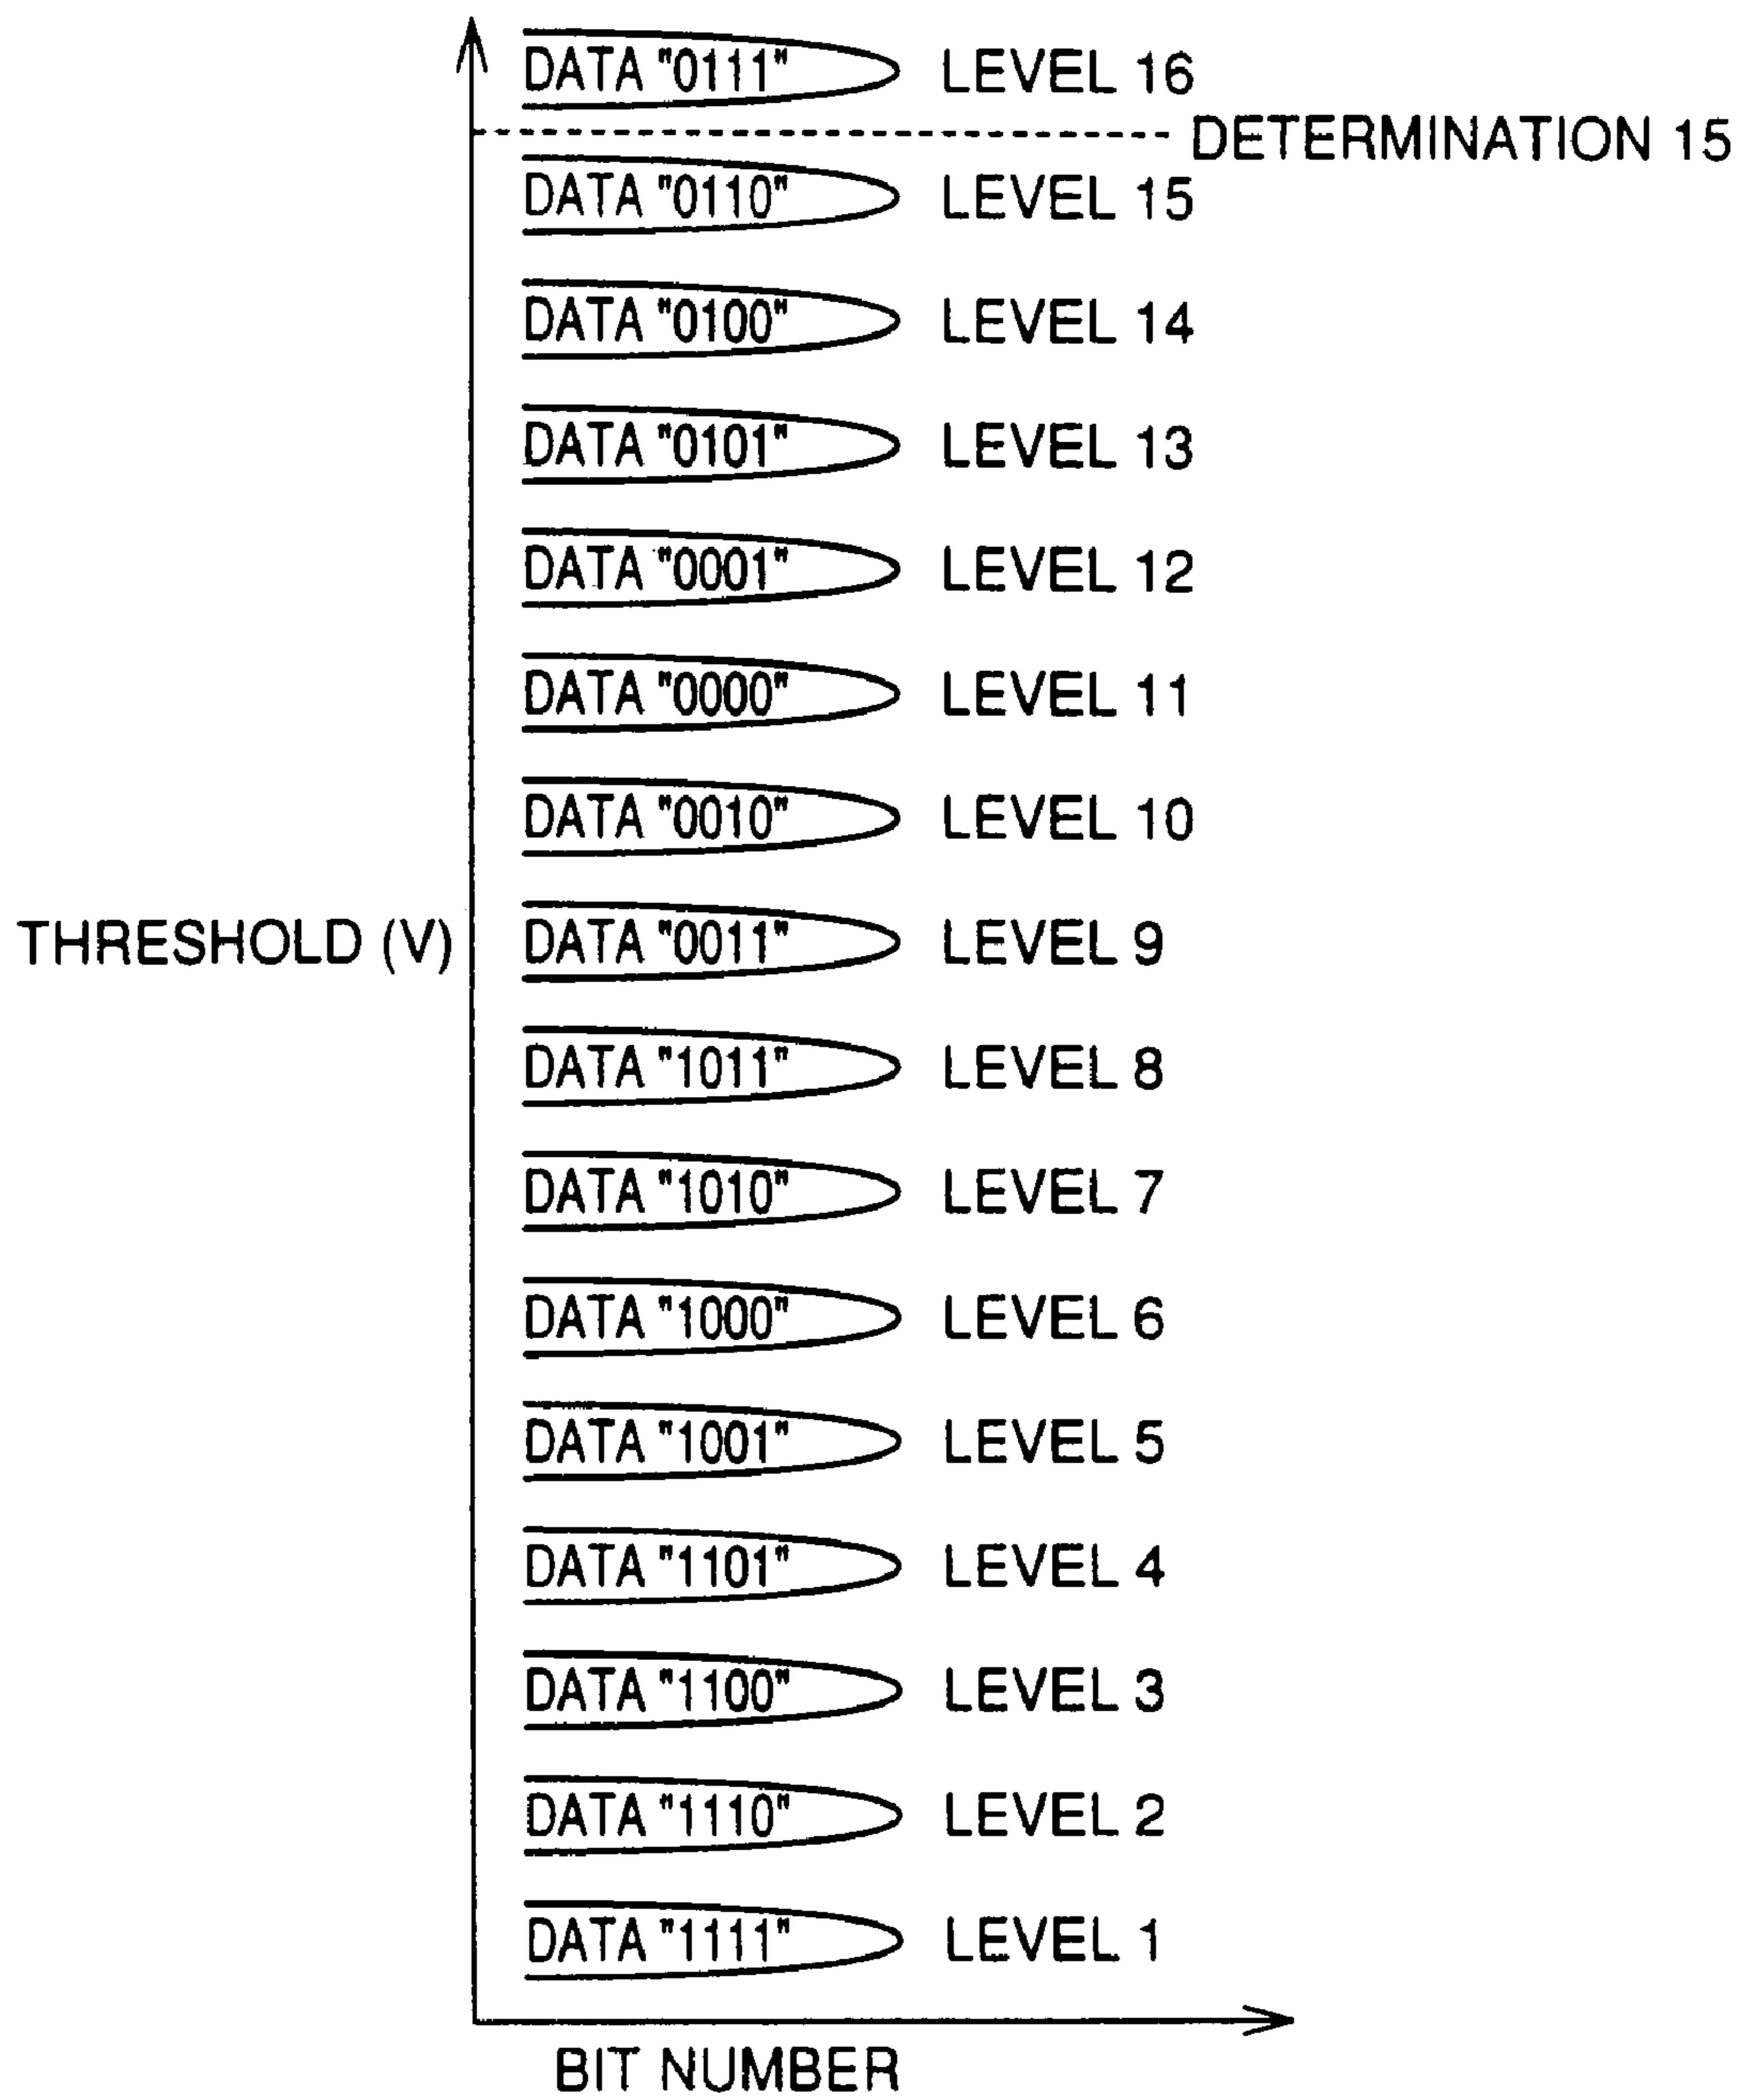 DATA "0111" LEVEL 16
DETERMINATION 15
DATA "0110" LEVEL 15
DATA "0100" LEVEL 14
DATA "0101" LEVEL 13
DATA "0001" LEVEL 12
DATA "0000" LEVEL 11
DATA "0010" LEVEL 10
THRESHOLD (V) DATA "0011" LEVEL 9
DATA "1011" LEVEL 8
DATA "1010" LEVEL 7
DATA "1000" LEVEL 6
DATA "1001" LEVEL 5
DATA "1101" LEVEL 4
DATA "1100" LEVEL 3
DATA "1110" LEVEL 2
DATA "1111" LEVEL 1
BIT NUMBER